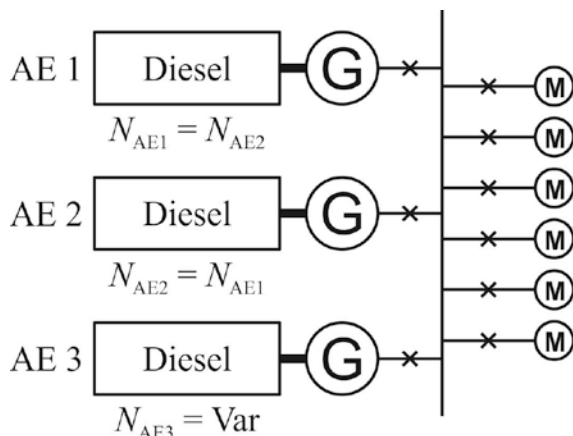 AE 1 Diesel G
M
N_AE1 = N_AE2
M
M
AE 2 Diesel G
M
N_AE2 = N_AE1
M
M
AE 3 Diesel G
N_AE3 = Var